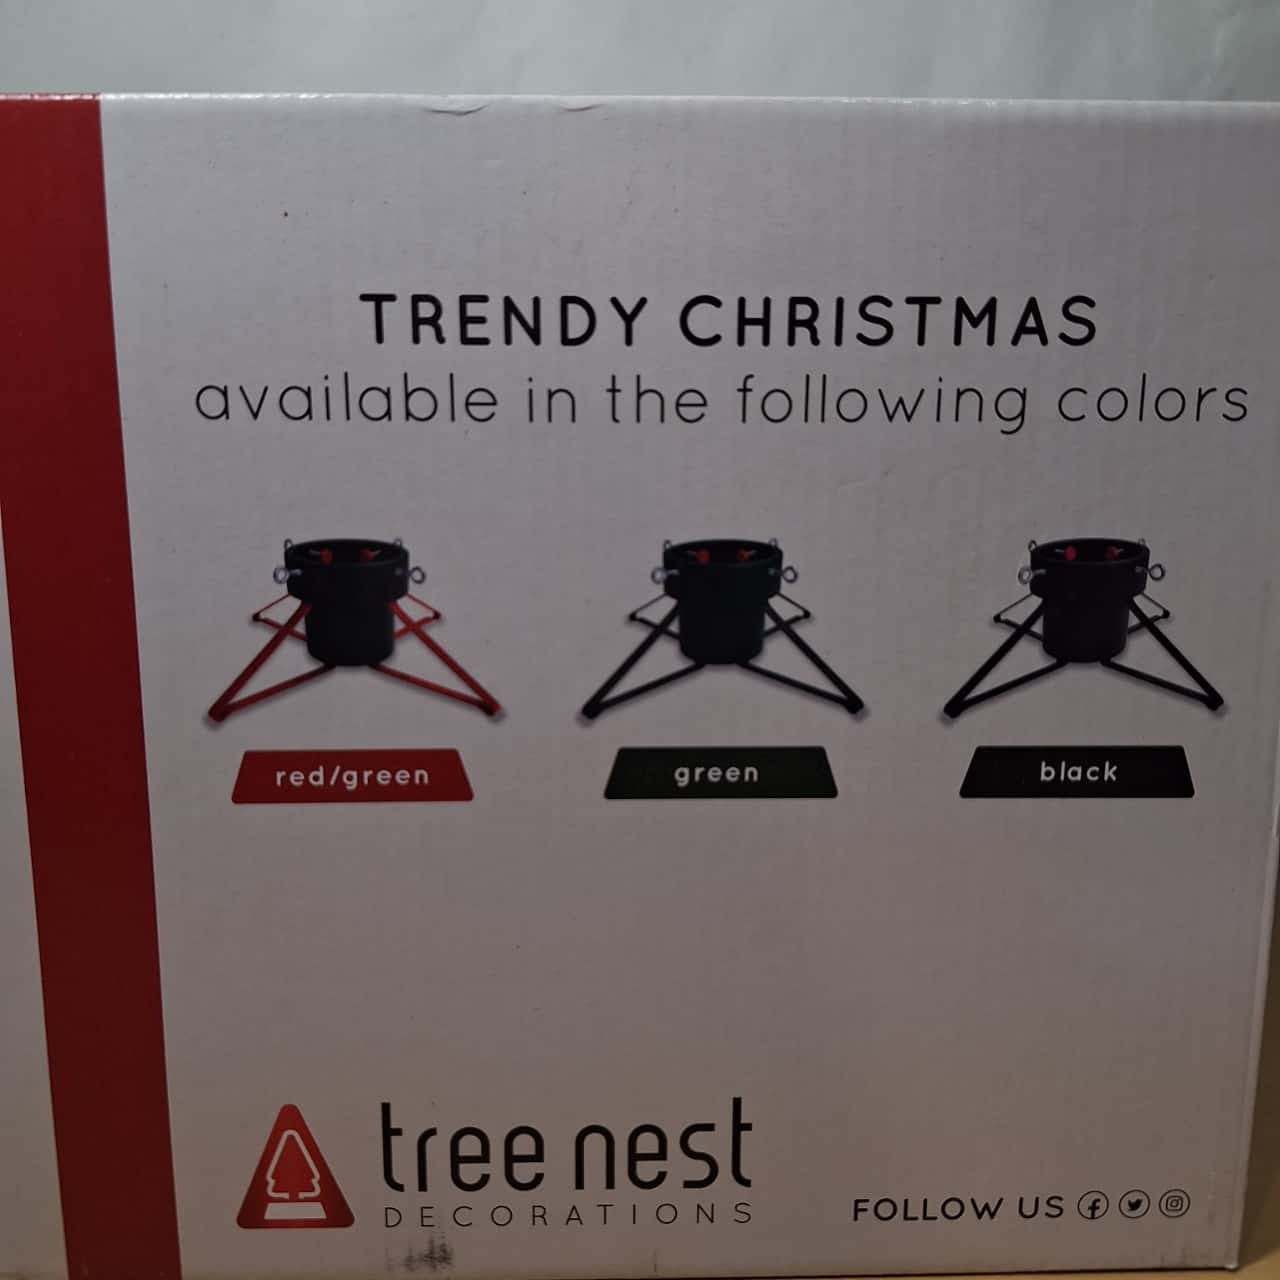 TRENDY CHRISTMAS
available in the following colors
red/green
green
black
tree nest
DECORATIONS
FOLLOW US